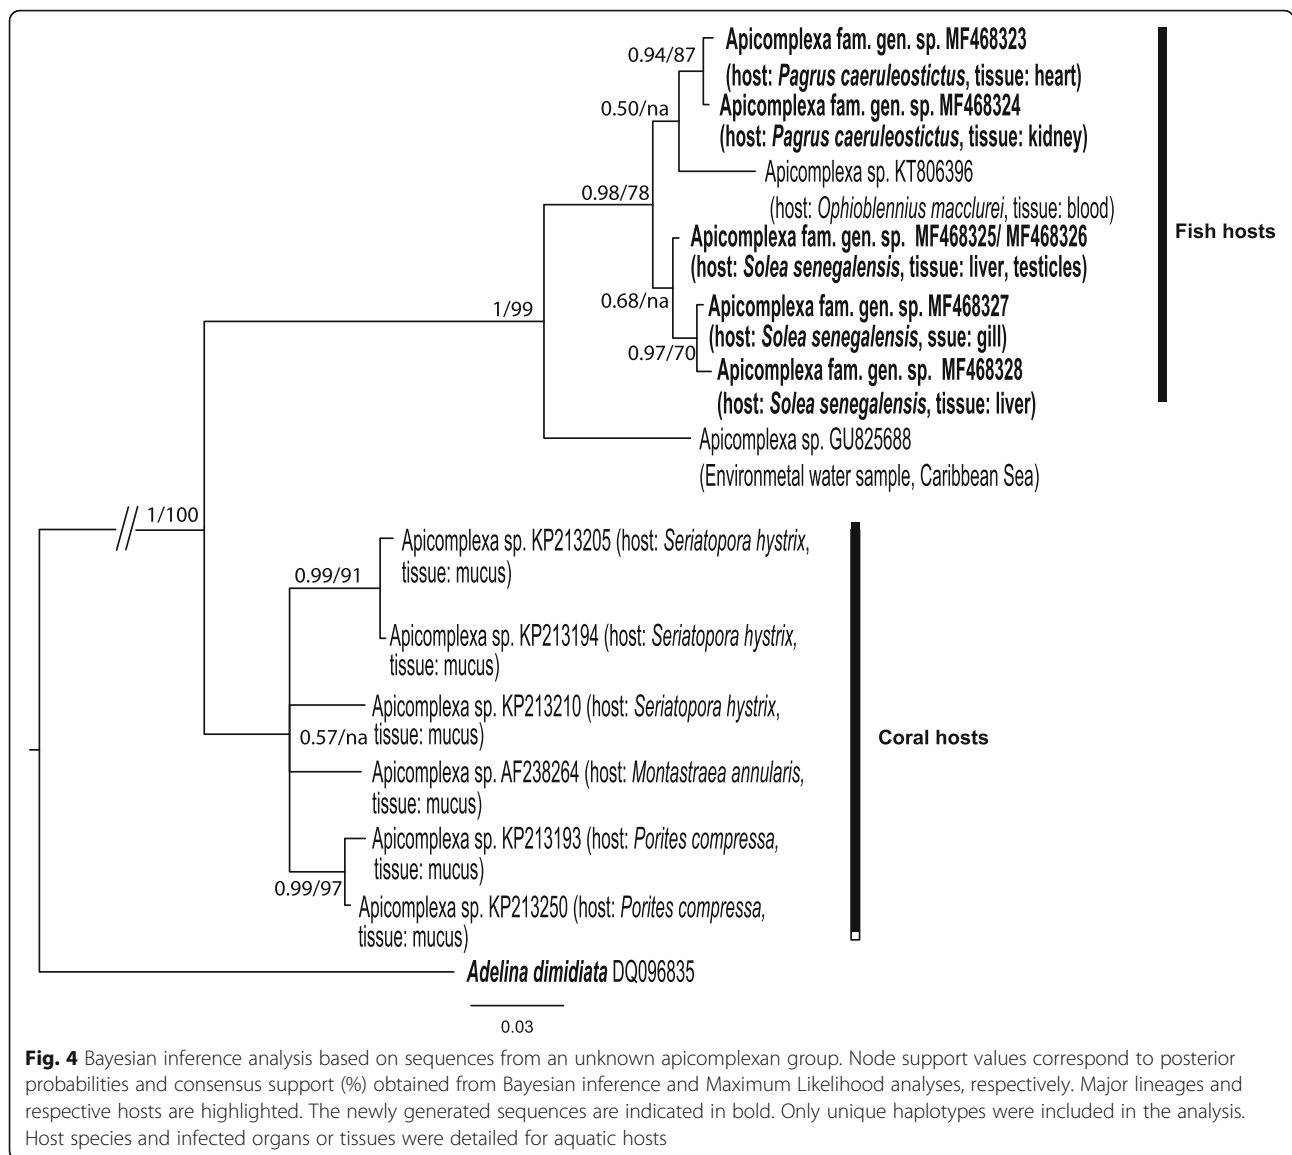 0.94/87
Apicomplexa fam. gen. sp. MF468323
(host: Pagrus caeruleostictus, tissue: heart)
0.50/na
Apicomplexa fam. gen. sp. MF468324
(host: Pagrus caeruleostictus, tissue: kidney)
Apicomplexa sp. KT806396
(host: Ophioblennius macclurei, tissue: blood)
0.98/78
Apicomplexa fam. gen. sp. MF468325/ MF468326
(host: Solea senegalensis, tissue: liver, testicles)
Fish hosts
0.68/na
Apicomplexa fam. gen. sp. MF468327
(host: Solea senegalensis, ssue: gill)
1/99
0.97/70
Apicomplexa fam. gen. sp. MF468328
(host: Solea senegalensis, tissue: liver)
Apicomplexa sp. GU825688
(Environmetal water sample, Caribbean Sea)
1/100
Apicomplexa sp. KP213205 (host: Seriatopora hystrix,
tissue: mucus)
0.99/91
Apicomplexa sp. KP213194 (host: Seriatopora hystrix,
tissue: mucus)
Apicomplexa sp. KP213210 (host: Seriatopora hystrix,
tissue: mucus)
0.57/na
Coral hosts
Apicomplexa sp. AF238264 (host: Montastraea annularis,
tissue: mucus)
Apicomplexa sp. KP213193 (host: Porites compressa,
tissue: mucus)
0.99/97
Apicomplexa sp. KP213250 (host: Porites compressa,
tissue: mucus)
Adelina dimidiata DQ096835
0.03
Fig. 4 Bayesian inference analysis based on sequences from an unknown apicomplexan group. Node support values correspond to posterior
probabilities and consensus support (%) obtained from Bayesian inference and Maximum Likelihood analyses, respectively. Major lineages and
respective hosts are highlighted. The newly generated sequences are indicated in bold. Only unique haplotypes were included in the analysis.
Host species and infected organs or tissues were detailed for aquatic hosts